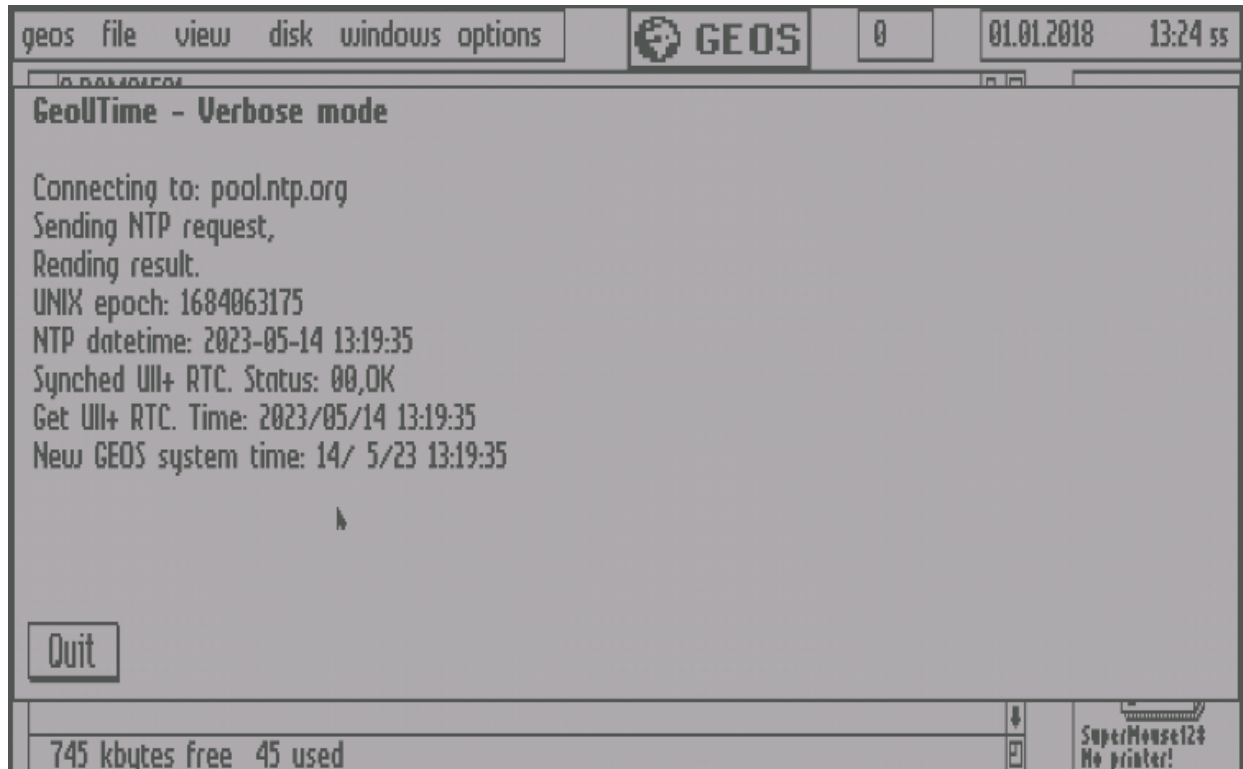 geos file view disk windows options
GEOS
0
01.01.2018 13:24 ss
GeoUTime - Verbose mode
Connecting to: pool.ntp.org
Sending NTP request,
Reading result.
UNIX epoch: 1684063175
NTP datetime: 2023-05-14 13:19:35
Synched UII+ RTC. Status: 00,OK
Get UII+ RTC. Time: 2023/05/14 13:19:35
New GEOS system time: 14/ 5/23 13:19:35
Quit
745 kbytes free 45 used
No printer!